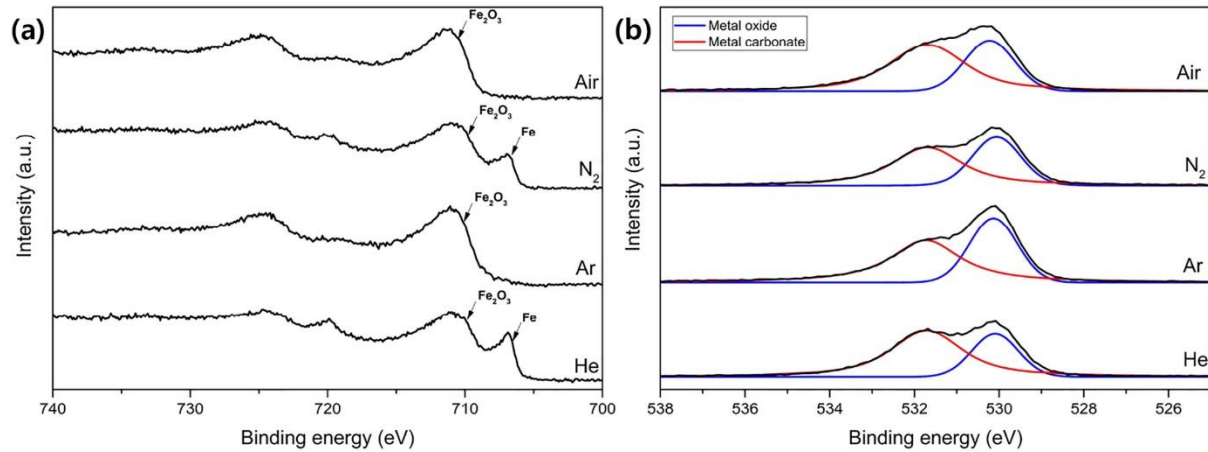 (a)
Intensity (a.u.)
Fe₂O₃
Air
Fe₂O₃
Fe
N₂
Fe₂O₃
Ar
Fe₂O₃
Fe
He
740 730 720 710 700
Binding energy (eV)
(b)
Intensity (a.u.)
Metal oxide
Metal carbonate
Air
N₂
Ar
He
538 536 534 532 530 528 526
Binding energy (eV)